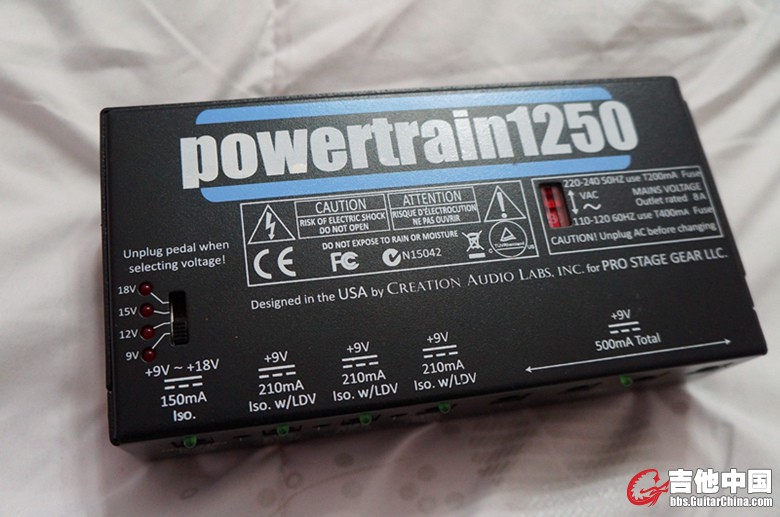 powertrain1250
CAUTION
RISK OF ELECTRIC SHOCK
DO NOT OPEN
ATTENTION
RISQUE D'ÉLECTROCUTION
NE PAS OUVRIR
DO NOT EXPOSE TO RAIN OR MOISTURE
CE FC N15042 TÜVRheinland
C US
220-240 50HZ use T200mA Fuse
VAC
MAINS VOLTAGE
Outlet rated 8A
110-120 60HZ use T400mA Fuse
CAUTION! Unplug AC before changing
Designed in the USA by CREATION AUDIO LABS, INC. for PRO STAGE GEAR LLC.
Unplug pedal when
selecting voltage!
18V
15V
12V
9V
+9V ~ +18V
150mA
Iso.
+9V
210mA
Iso. w/LDV
+9V
210mA
Iso. w/LDV
+9V
210mA
Iso. w/LDV
+9V
500mA Total
吉他中国
bbs.GuitarChina.com